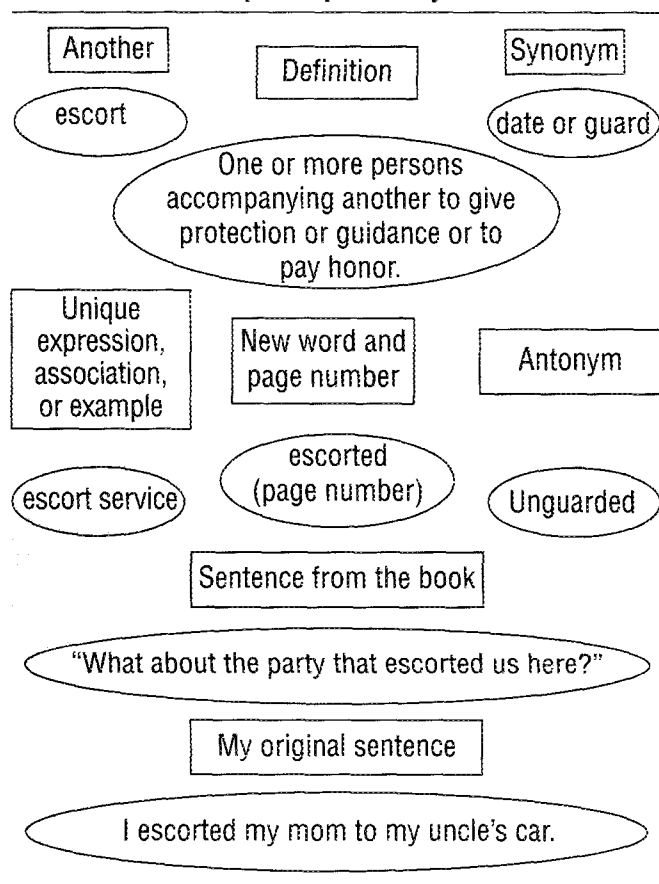 Another
Definition
Synonym
escort
date or guard
One or more persons
accompanying another to give
protection or guidance or to
pay honor.
Unique
expression,
association,
or example
New word and
page number
Antonym
escort service
escorted
(page number)
Unguarded
Sentence from the book
“What about the party that escorted us here?”
My original sentence
I escorted my mom to my uncle’s car.